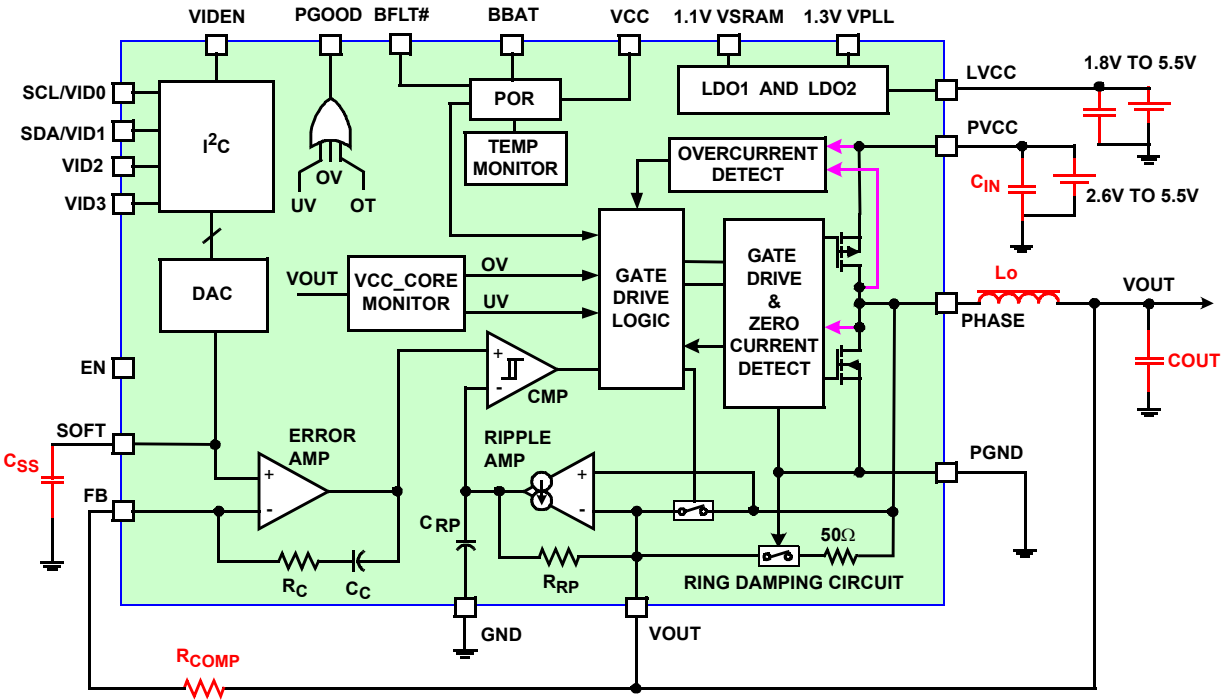 VIDEN
PGOOD
BFLT#
BBAT
VCC
1.1V VSRAM
1.3V VPLL
SCL/VID0
SDA/VID1
VID2
VID3
I2C
OV
UV
OT
POR
TEMP
MONITOR
LDO1 AND LDO2
LVCC
1.8V TO 5.5V
PVCC
CIN
2.6V TO 5.5V
OVERCURRENT
DETECT
DAC
VOUT
VCC_CORE
MONITOR
OV
UV
GATE
DRIVE
LOGIC
GATE
DRIVE
&
ZERO
CURRENT
DETECT
Lo
PHASE
VOUT
COUT
EN
+
-
CMP
SOFT
CSS
ERROR
AMP
+
-
RIPPLE
AMP
+
-
PGND
FB
CRP
50Ω
RC
CC
RRP
RING DAMPING CIRCUIT
GND
VOUT
RCOMP